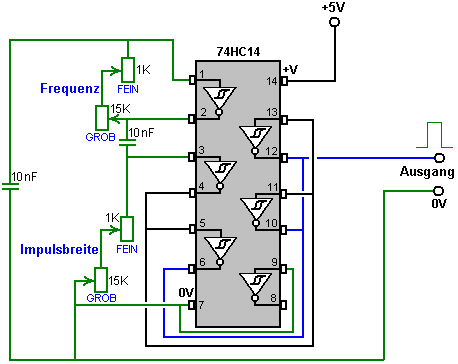 +5V
74HC14
+V
1K
FEIN
Frequenz
15K
GROB
10nF
10nF
1K
FEIN
Impulsbreite
15K
GROB
0V
1
2
3
4
5
6
7
14
13
12
11
10
9
8
Ausgang
0V